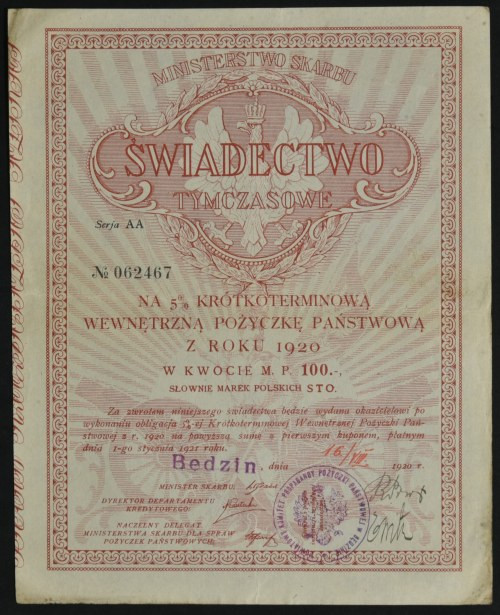 MINISTERSTWO SKARBU
ŚWIADECTWO
TYMCZASOWE
Serja AA
№ 062467
NA 5% KRÓTKOTERMINOWĄ
WEWNĘTRZNĄ POŻYCZKĘ PAŃSTWOWĄ
Z ROKU 1920
W KWOCIE M. P. 100.-,
SŁOWNIE MAREK POLSKICH STO.
Za zwrotem niniejszego świadectwa będzie wydana okazicielowi po
wykonaniu obligacja 5%-ej Krótkoterminowej Wewnętrznej Pożyczki Pań-
stwowej z r. 1920 na powyższą sumę z pierwszym kuponem, płatnym
dnia 1-go stycznia 1921 roku.
Będzin, dnia 16/VII. 1920 r.
MINISTER SKARBU:
DYREKTOR DEPARTAMENTU
KREDYTOWEGO:
NACZELNY DELEGAT
MINISTERSTWA SKARBU DLA SPRAW
POŻYCZEK PAŃSTWOWYCH: